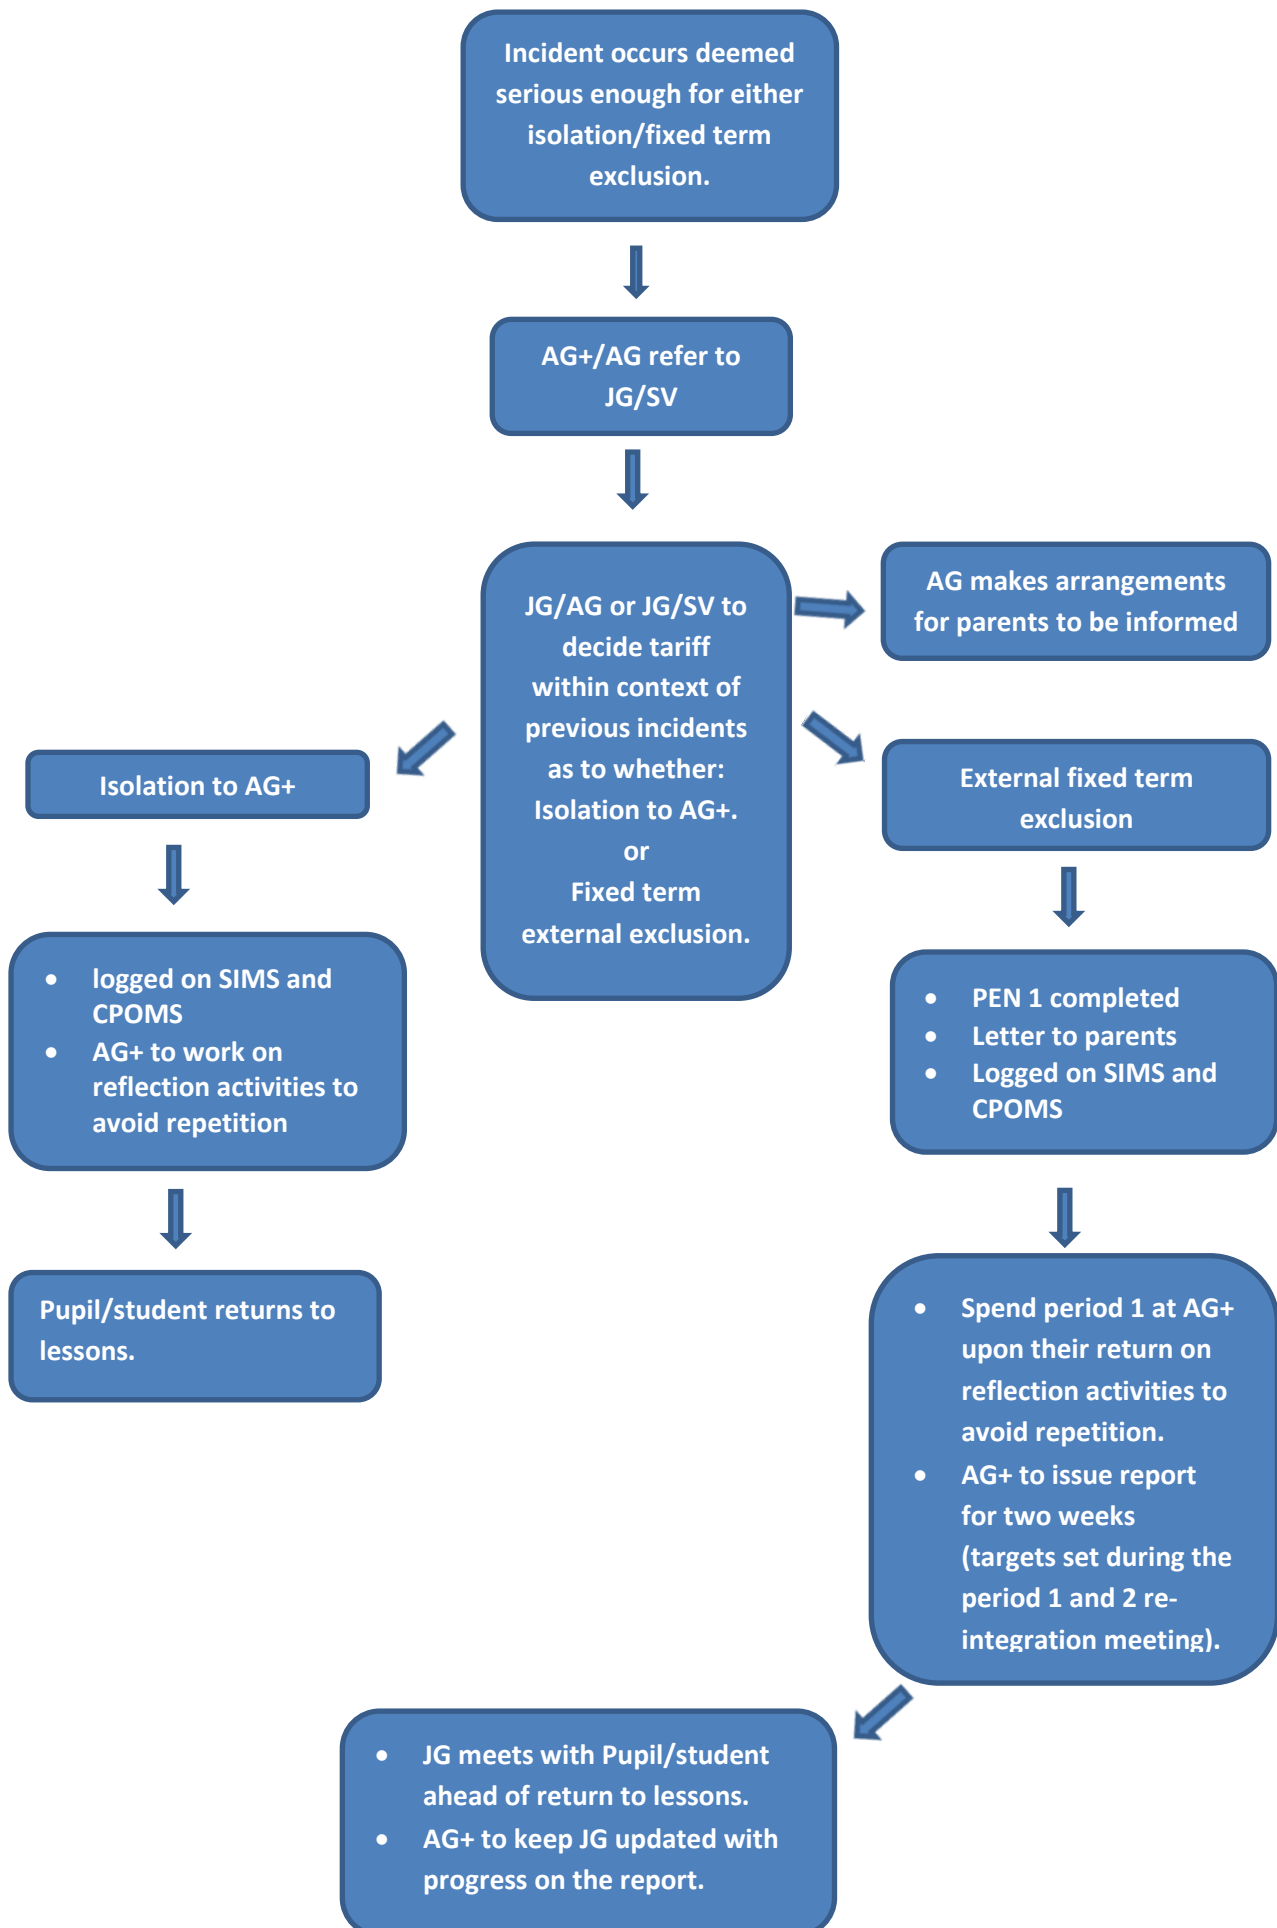 Incident occurs deemed
serious enough for either
isolation/fixed term
exclusion.
AG+/AG refer to
JG/SV
JG/AG or JG/SV to
decide tariff
within context of
previous incidents
as to whether:
Isolation to AG+.
or
Fixed term
external exclusion.
AG makes arrangements
for parents to be informed
Isolation to AG+
External fixed term
exclusion
• logged on SIMS and
CPOMS
• AG+ to work on
reflection activities to
avoid repetition
• PEN 1 completed
• Letter to parents
• Logged on SIMS and
CPOMS
Pupil/student returns to
lessons.
• Spend period 1 at AG+
upon their return on
reflection activities to
avoid repetition.
• AG+ to issue report
for two weeks
(targets set during the
period 1 and 2 re-
integration meeting).
• JG meets with Pupil/student
ahead of return to lessons.
• AG+ to keep JG updated with
progress on the report.